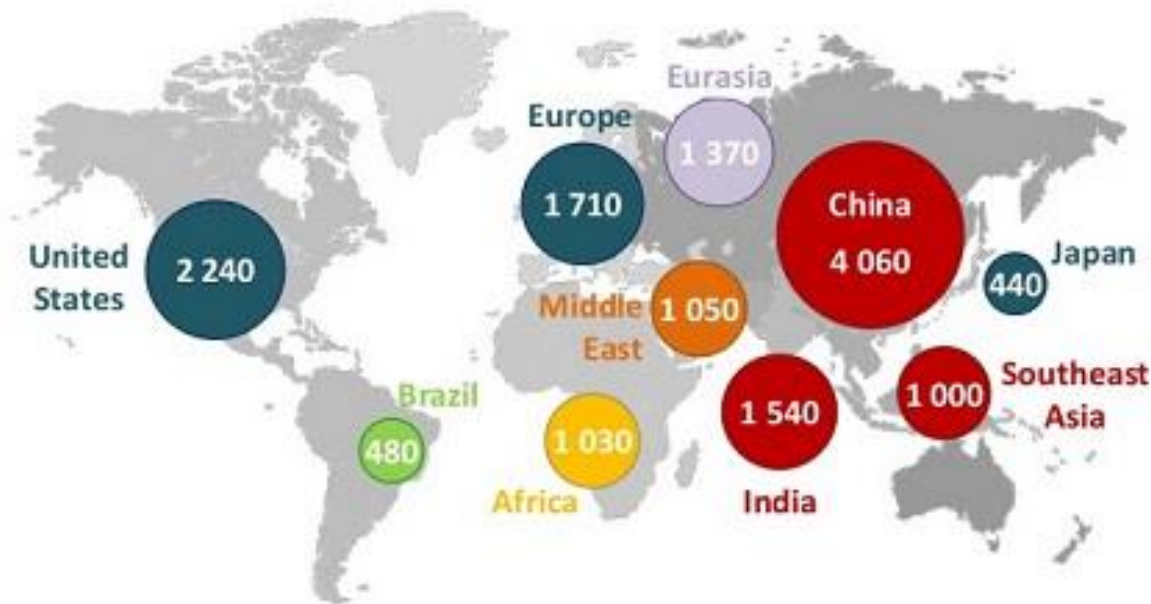 Eurasia
1 370
Europe
1 710
China
4 060
United
States
2 240
Japan
440
Middle
East
1 050
Brazil
480
Africa
1 030
India
1 540
Southeast
Asia
1 000